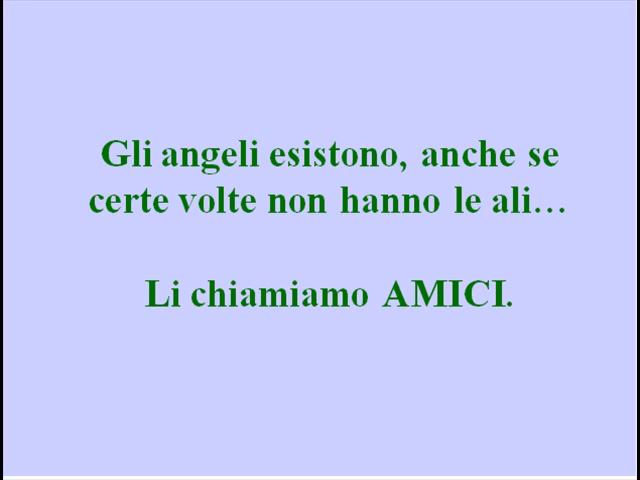 Gli angeli esistono, anche se
certe volte non hanno le ali…
Li chiamiamo AMICI.